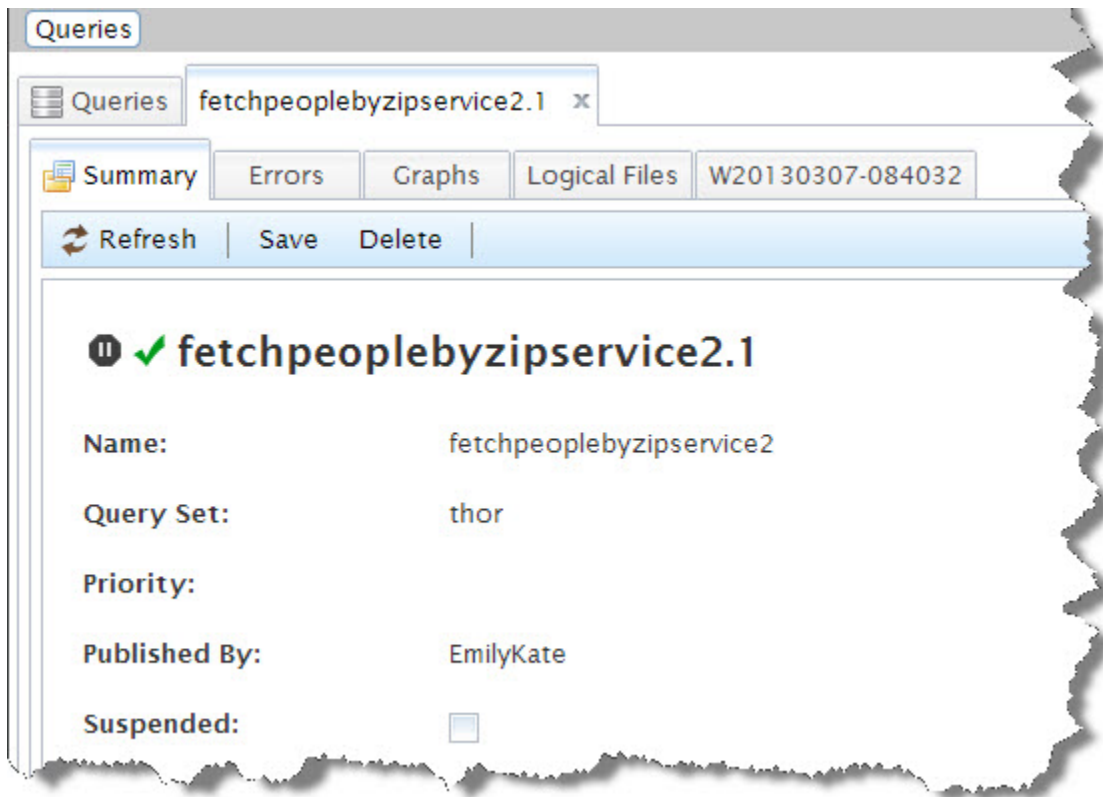 Queries
Queries fetchpeoplebyzipservice2.1 x
Summary Errors Graphs Logical Files W20130307-084032
Refresh Save Delete
fetchpeoplebyzipservice2.1
Name: fetchpeoplebyzipservice2
Query Set: thor
Priority:
Published By: EmilyKate
Suspended: